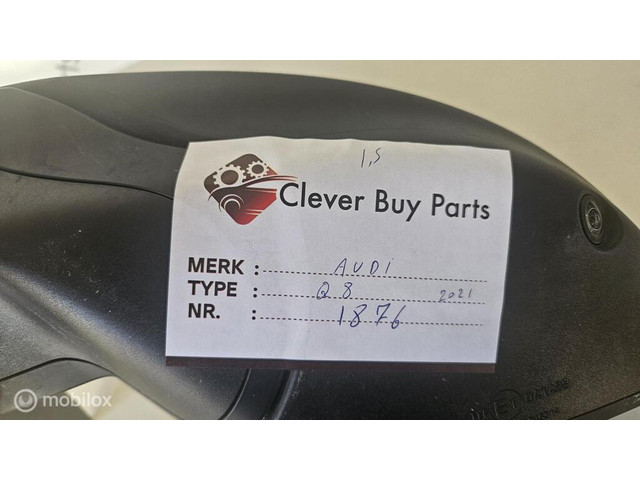 1,5
Clever Buy Parts
MERK : AUDI
TYPE : Q8 2021
NR. : 1876
mobilox